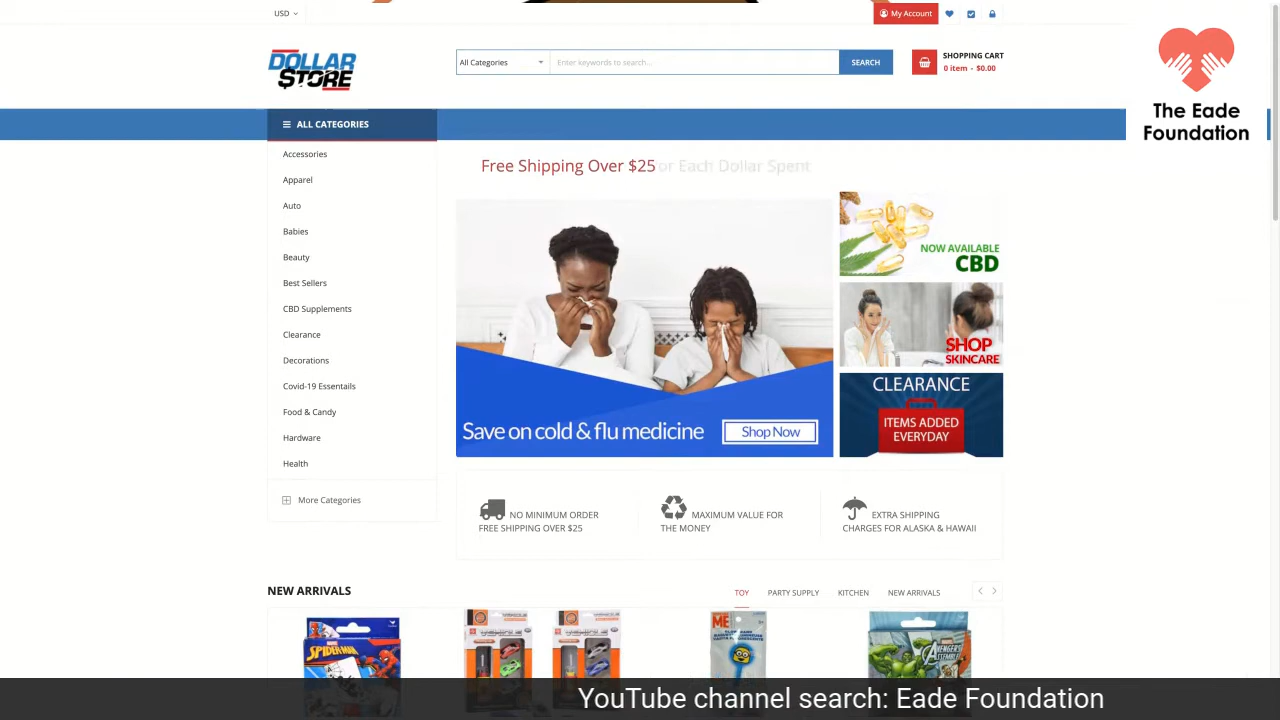 USD
My Account
DOLLAR
STORE
All Categories
Enter keywords to search...
SEARCH
SHOPPING CART
0 item - $0.00
The Eade
Foundation
ALL CATEGORIES
Accessories
Apparel
Auto
Babies
Beauty
Best Sellers
CBD Supplements
Clearance
Decorations
Covid-19 Essentails
Food & Candy
Hardware
Health
More Categories
Free Shipping Over $25 or Each Dollar Spent
Save on cold & flu medicine
Shop Now
NOW AVAILABLE
CBD
SHOP
SKINCARE
CLEARANCE
ITEMS ADDED
EVERYDAY
NO MINIMUM ORDER
FREE SHIPPING OVER $25
MAXIMUM VALUE FOR
THE MONEY
EXTRA SHIPPING
CHARGES FOR ALASKA & HAWAII
NEW ARRIVALS
TOY
PARTY SUPPLY
KITCHEN
NEW ARRIVALS
SPIDER-MAN
ME
AVENGERS
ASSEMBLE
YouTube channel search: Eade Foundation